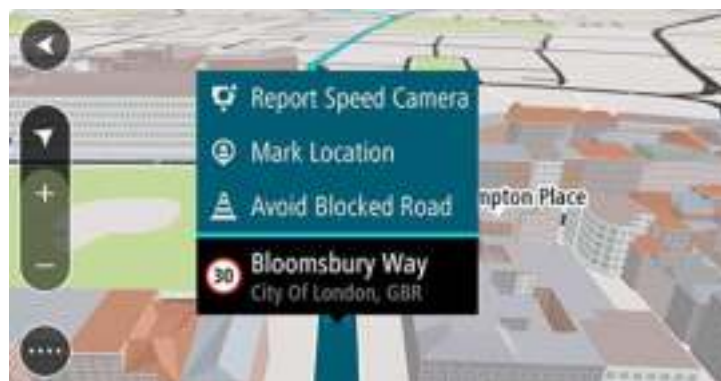 Report Speed Camera
Mark Location
Avoid Blocked Road
mpton Place
30
Bloomsbury Way
City Of London, GBR